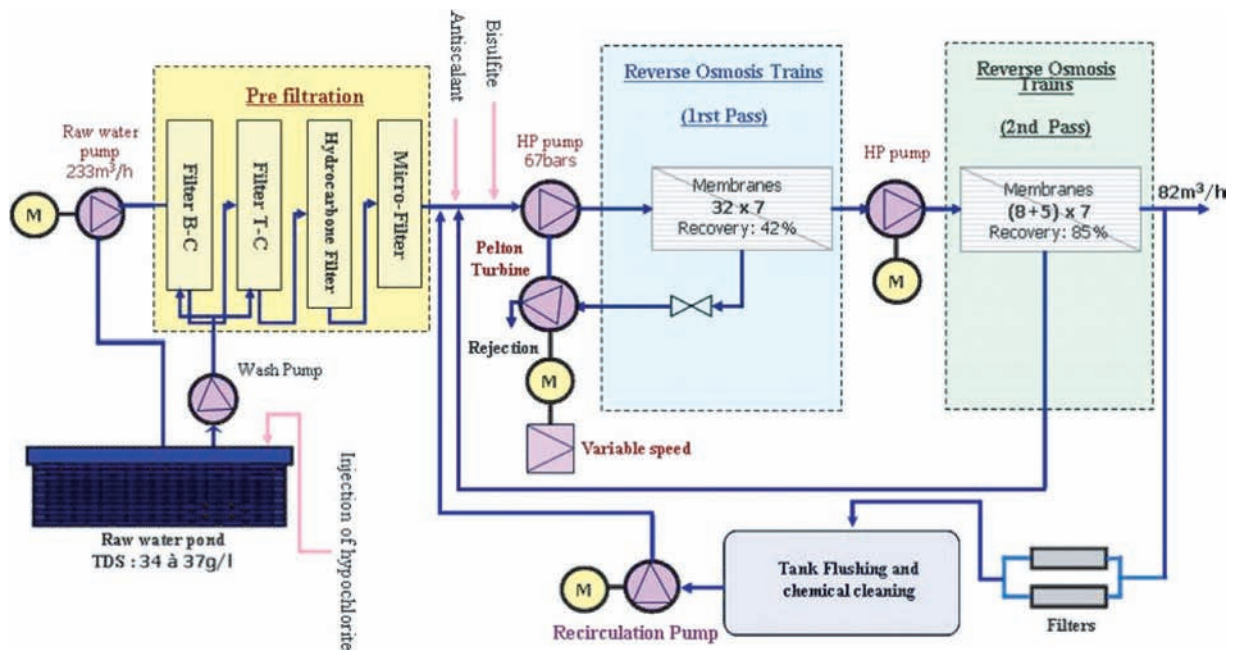 Antiscalant
Bisulfite
Pre filtration
Raw water
pump
233m³/h
M
Filter B-C
Filter T-C
Hydrocarbone Filter
Micro-Filter
HP pump
67bars
Reverse Osmosis Trains
(1rst Pass)
Membranes
32 x 7
Recovery: 42%
HP pump
M
Reverse Osmosis
Trains
(2nd Pass)
Membranes
(8+5) x 7
Recovery: 85%
82m³/h
Pelton
Turbine
Rejection
M
Variable speed
Wash Pump
Injection of hypochlorite
Raw water pond
TDS : 34 à 37g/l
M
Recirculation Pump
Tank Flushing and
chemical cleaning
Filters